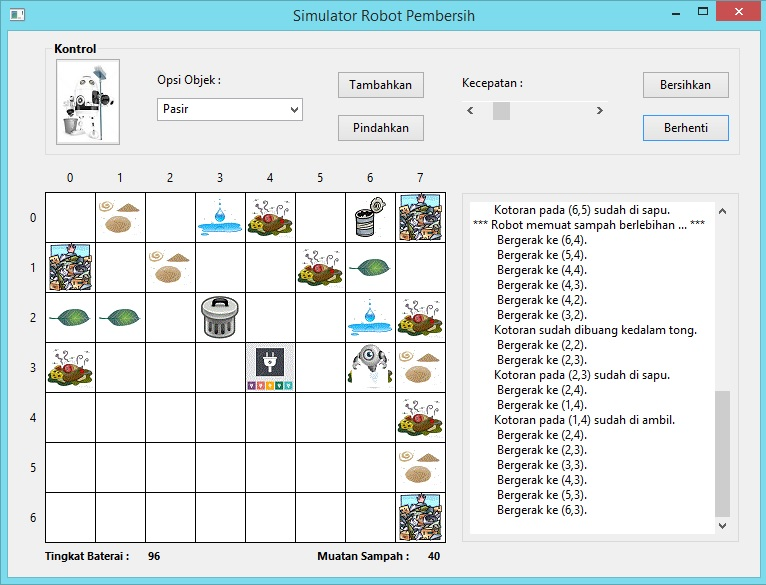 Simulator Robot Pembersih
Kontrol
Opsi Objek :
Pasir
Tambahkan
Pindahkan
Kecepatan :
Bersihkan
Berhenti
0 1 2 3 4 5 6 7
0
1
2
3
4
5
6
Kotoran pada (6,5) sudah di sapu.
*** Robot memuat sampah berlebihan ... ***
Bergerak ke (6,4).
Bergerak ke (5,4).
Bergerak ke (4,4).
Bergerak ke (4,3).
Bergerak ke (4,2).
Bergerak ke (3,2).
Kotoran sudah dibuang kedalam tong.
Bergerak ke (2,2).
Bergerak ke (2,3).
Kotoran pada (2,3) sudah di sapu.
Bergerak ke (2,4).
Bergerak ke (1,4).
Kotoran pada (1,4) sudah di ambil.
Bergerak ke (2,4).
Bergerak ke (2,3).
Bergerak ke (3,3).
Bergerak ke (4,3).
Bergerak ke (5,3).
Bergerak ke (6,3).
Tingkat Baterai : 96
Muatan Sampah : 40